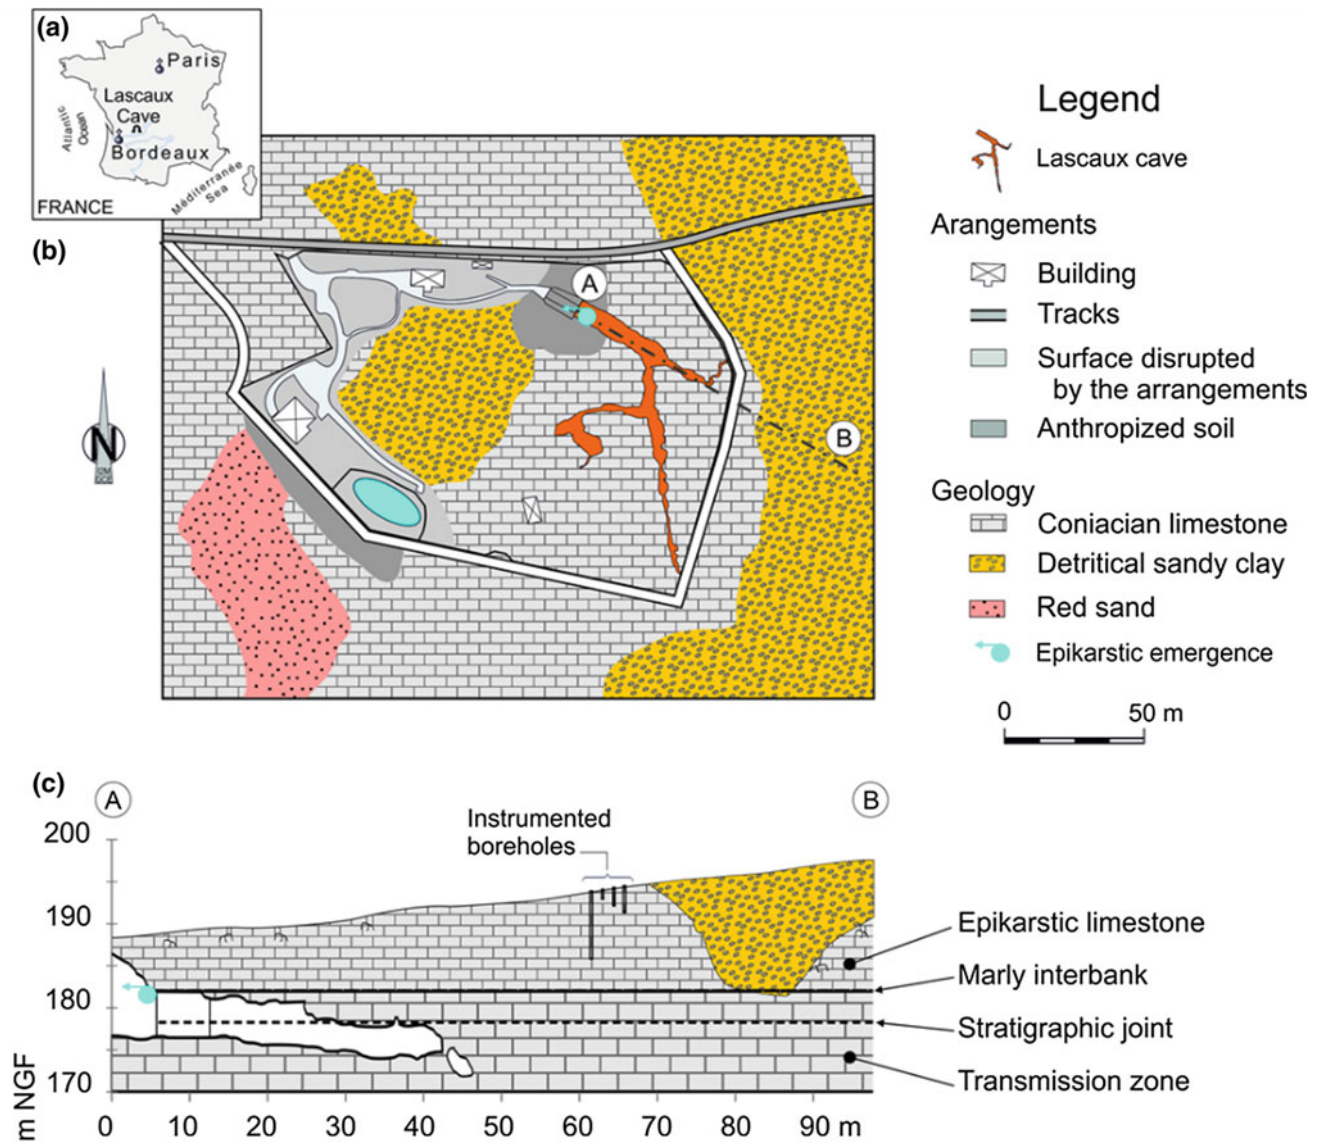 (a)
Paris
Lascaux
Cave
Atlantic
Ocean
Bordeaux
Méditerranée
Sea
FRANCE
(b)
A
B
N
Legend
Lascaux cave
Arangements
Building
Tracks
Surface disrupted
by the arrangements
Anthropized soil
Geology
Coniacian limestone
Detritical sandy clay
Red sand
Epikarstic emergence
0 50 m
(c)
A
B
Instrumented
boreholes
200
190
180
170
m NGF
0 10 20 30 40 50 60 70 80 90 m
Epikarstic limestone
Marly interbank
Stratigraphic joint
Transmission zone